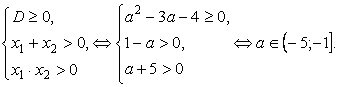 { D ≥ 0,
x₁ + x₂ > 0, ⇔
x₁ · x₂ > 0
{ a² − 3a − 4 ≥ 0,
1 − a > 0,
a + 5 > 0
⇔ a ∈ (− 5;−1].